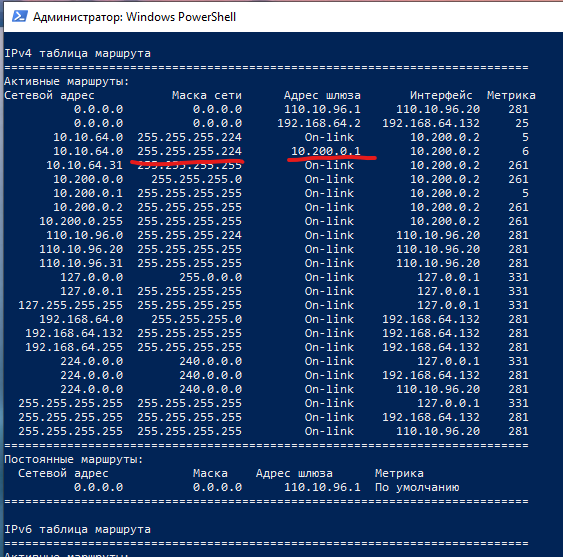 Администратор: Windows PowerShell
IPv4 таблица маршрута
===========================================================================
Активные маршруты:
Сетевой адрес           Маска сети      Адрес шлюза       Интерфейс  Метрика
0.0.0.0          0.0.0.0      110.10.96.1     110.10.96.20    281
0.0.0.0          0.0.0.0     192.168.64.2   192.168.64.132     25
10.10.64.0  255.255.255.224         On-link        10.200.0.2      5
10.10.64.0  255.255.255.224       10.200.0.1       10.200.0.2      6
10.10.64.31  255.255.255.255         On-link        10.200.0.2    261
10.200.0.0    255.255.255.0         On-link        10.200.0.2    261
10.200.0.1  255.255.255.255         On-link        10.200.0.2      5
10.200.0.2  255.255.255.255         On-link        10.200.0.2    261
10.200.0.255  255.255.255.255         On-link        10.200.0.2    261
110.10.96.0  255.255.255.224         On-link      110.10.96.20    281
110.10.96.20  255.255.255.255         On-link      110.10.96.20    281
110.10.96.31  255.255.255.255         On-link      110.10.96.20    281
127.0.0.0        255.0.0.0         On-link         127.0.0.1    331
127.0.0.1  255.255.255.255         On-link         127.0.0.1    331
127.255.255.255  255.255.255.255         On-link         127.0.0.1    331
192.168.64.0    255.255.255.0         On-link    192.168.64.132    281
192.168.64.132  255.255.255.255         On-link    192.168.64.132    281
192.168.64.255  255.255.255.255         On-link    192.168.64.132    281
224.0.0.0        240.0.0.0         On-link         127.0.0.1    331
224.0.0.0        240.0.0.0         On-link    192.168.64.132    281
224.0.0.0        240.0.0.0         On-link      110.10.96.20    281
255.255.255.255  255.255.255.255         On-link         127.0.0.1    331
255.255.255.255  255.255.255.255         On-link    192.168.64.132    281
255.255.255.255  255.255.255.255         On-link      110.10.96.20    281
===========================================================================
Постоянные маршруты:
Сетевой адрес            Маска    Адрес шлюза      Метрика
0.0.0.0          0.0.0.0      110.10.96.1  По умолчанию
===========================================================================
IPv6 таблица маршрута
===========================================================================
Активные маршруты: